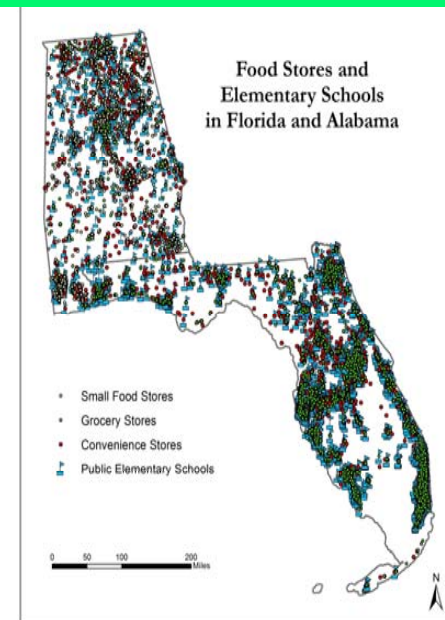 Food Stores and
Elementary Schools
in Florida and Alabama
Small Food Stores
Grocery Stores
Convenience Stores
Public Elementary Schools
0 50 100 200
Miles
N